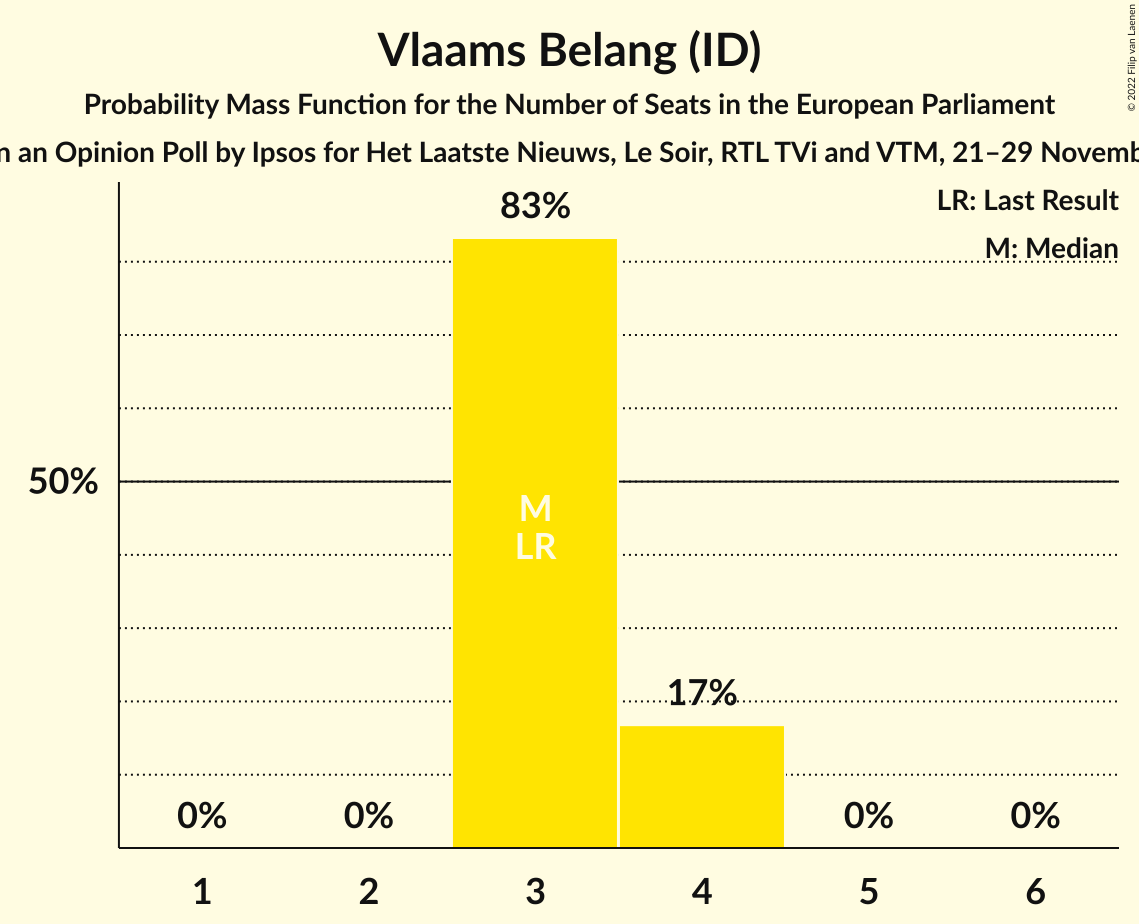 Vlaams Belang (ID)
Probability Mass Function for the Number of Seats in the European Parliament
an Opinion Poll by Ipsos for Het Laatste Nieuws, Le Soir, RTL TVi and VTM, 21–29
© 2022 Filip van Laenen
LR: Last Result
M: Median
83%
50%
M
LR
17%
0%
0%
0%
0%
1
2
3
4
5
6